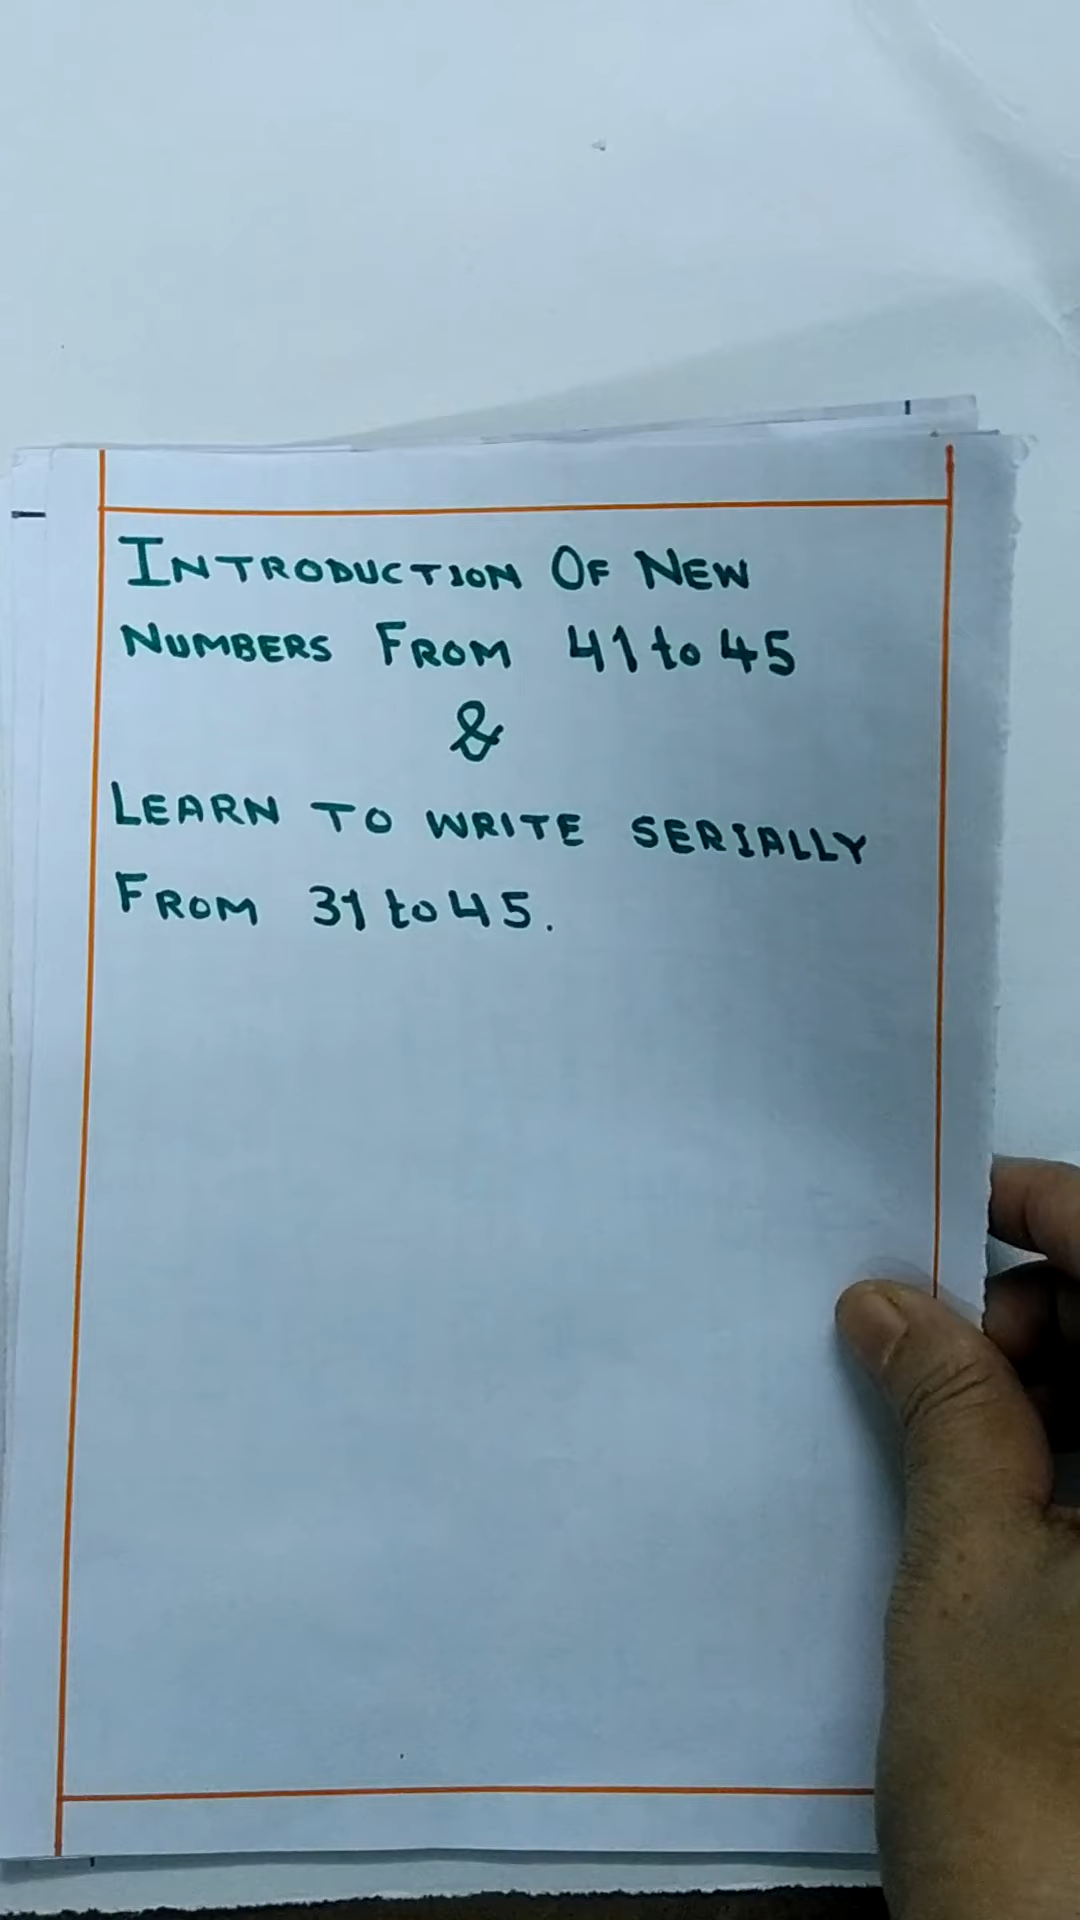 INTRODUCTION OF NEW
NUMBERS FROM 41 to 45
&
LEARN TO WRITE SERIALLY
FROM 31 to 45.